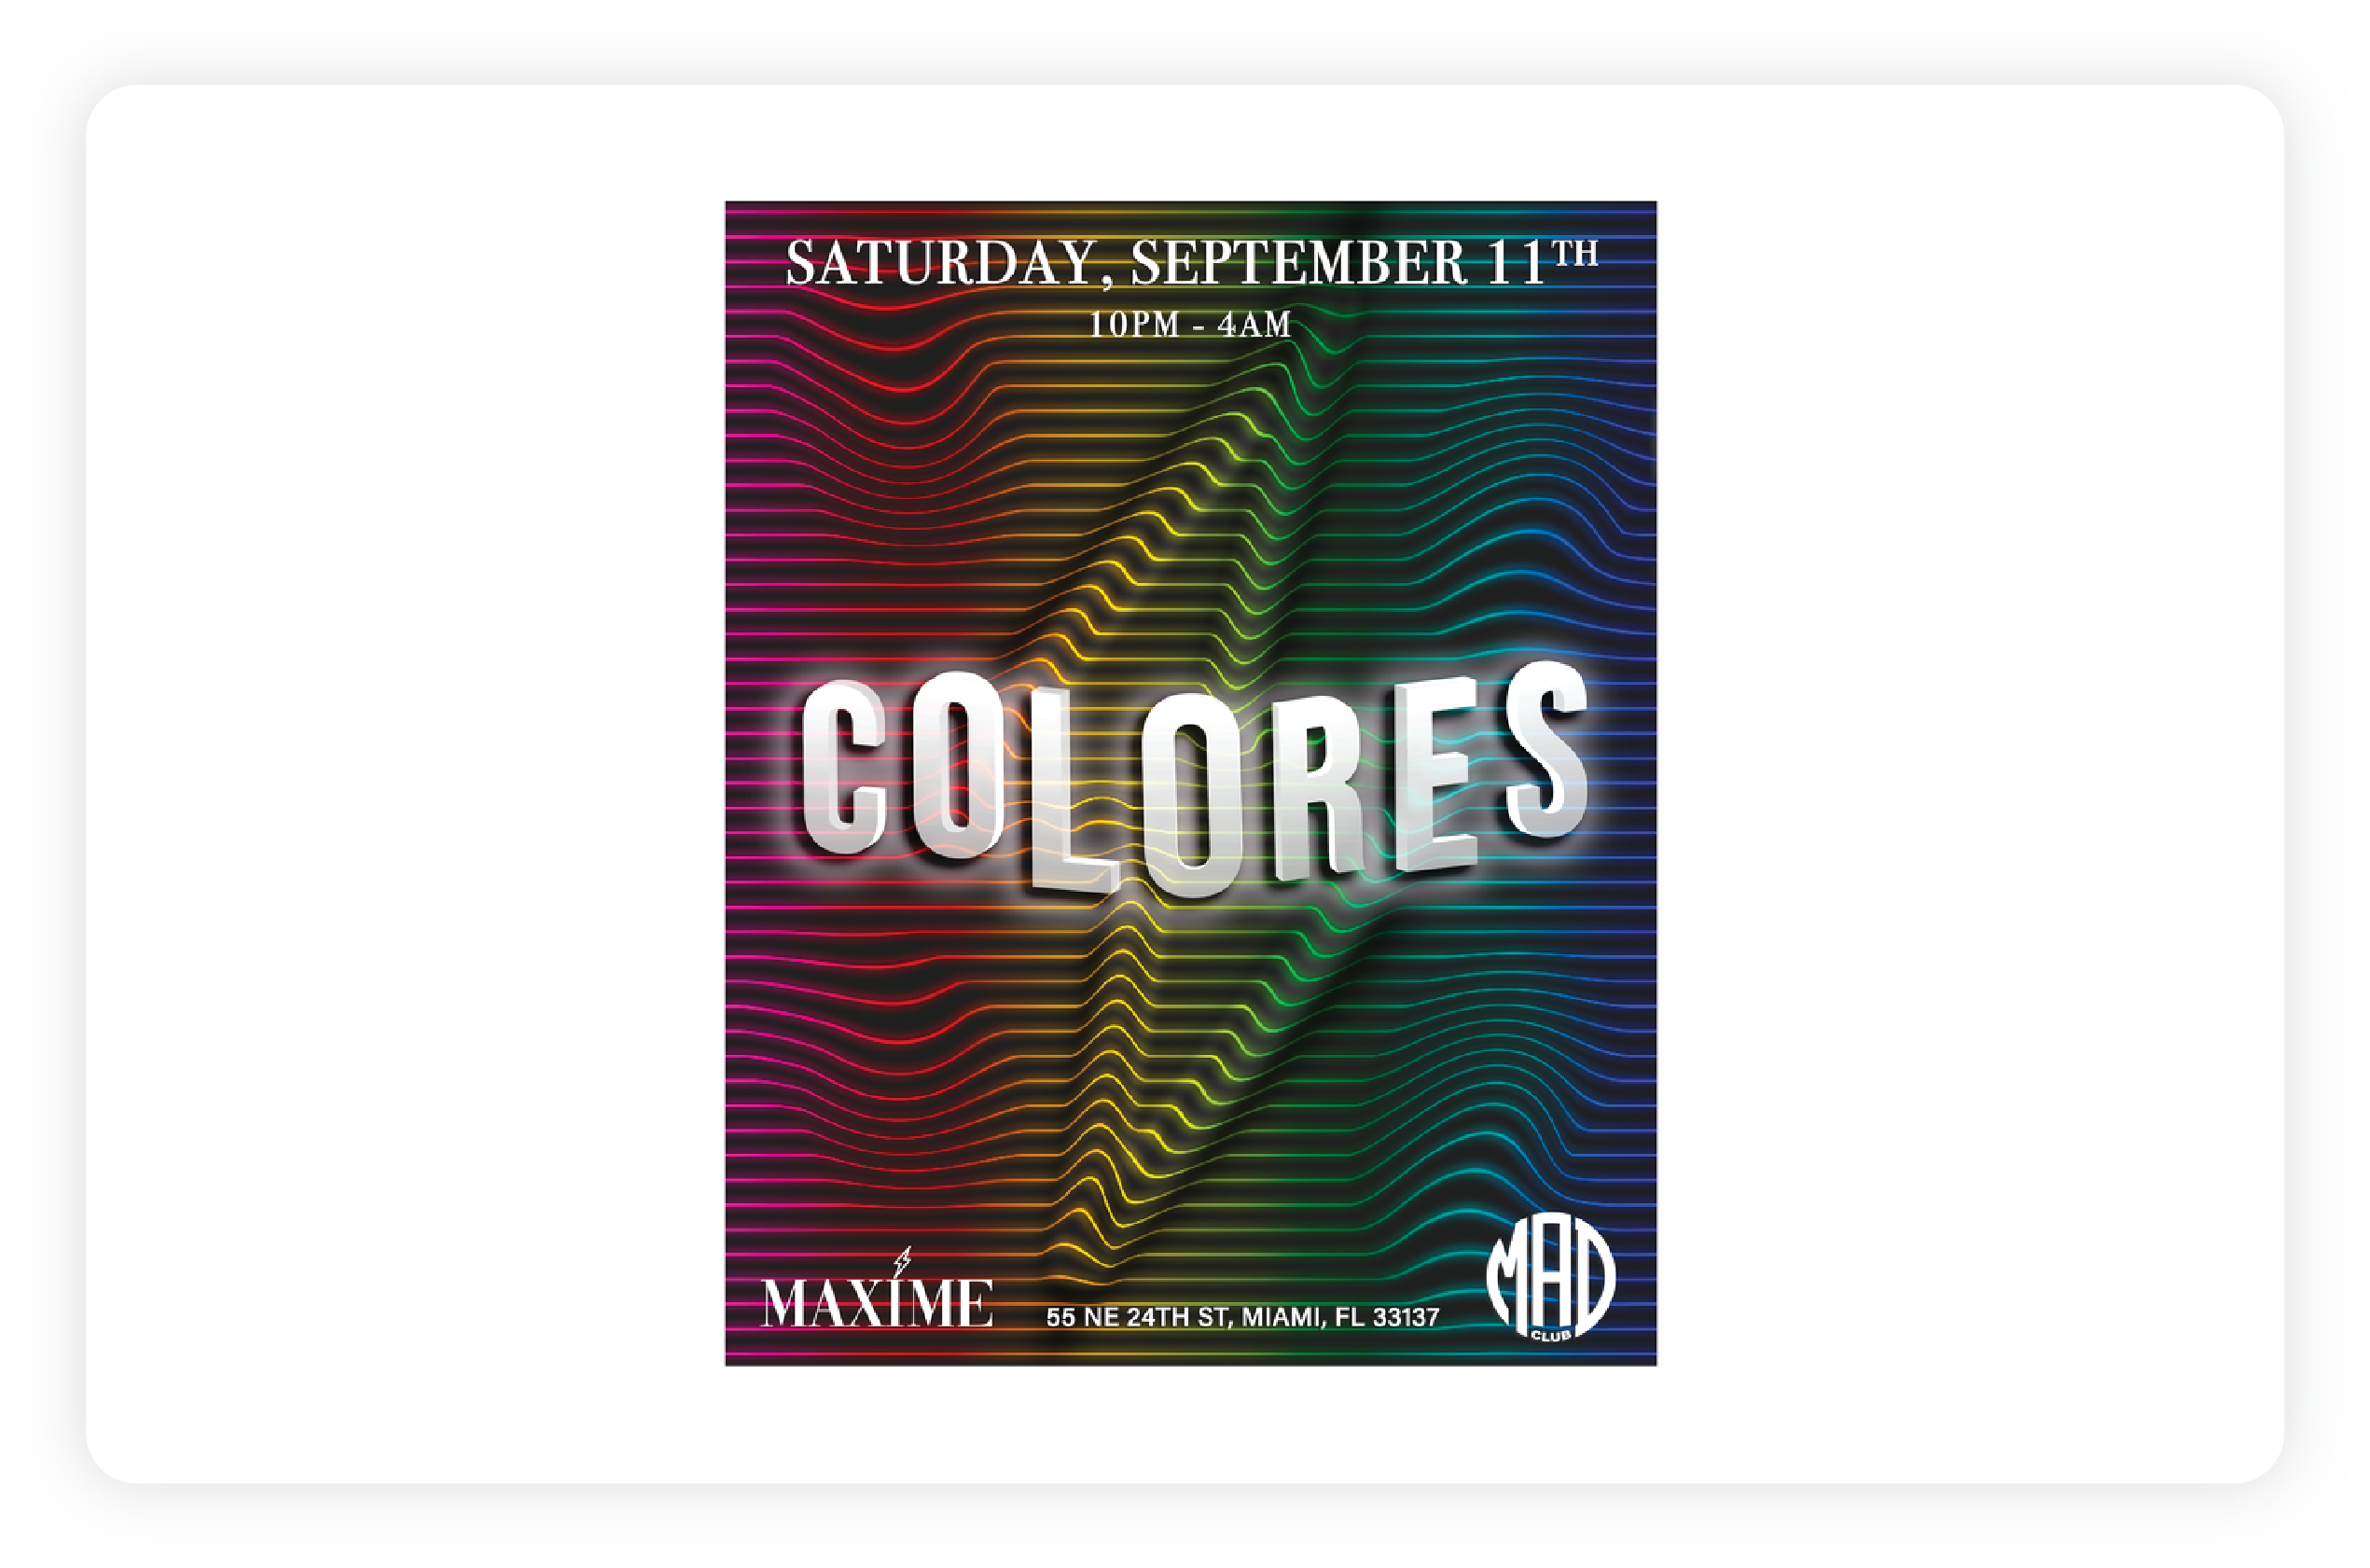 SATURDAY, SEPTEMBER 11TH
10PM - 4AM
COLORES
MAXIME
55 NE 24TH ST, MIAMI, FL 33137
MAD
CLUB